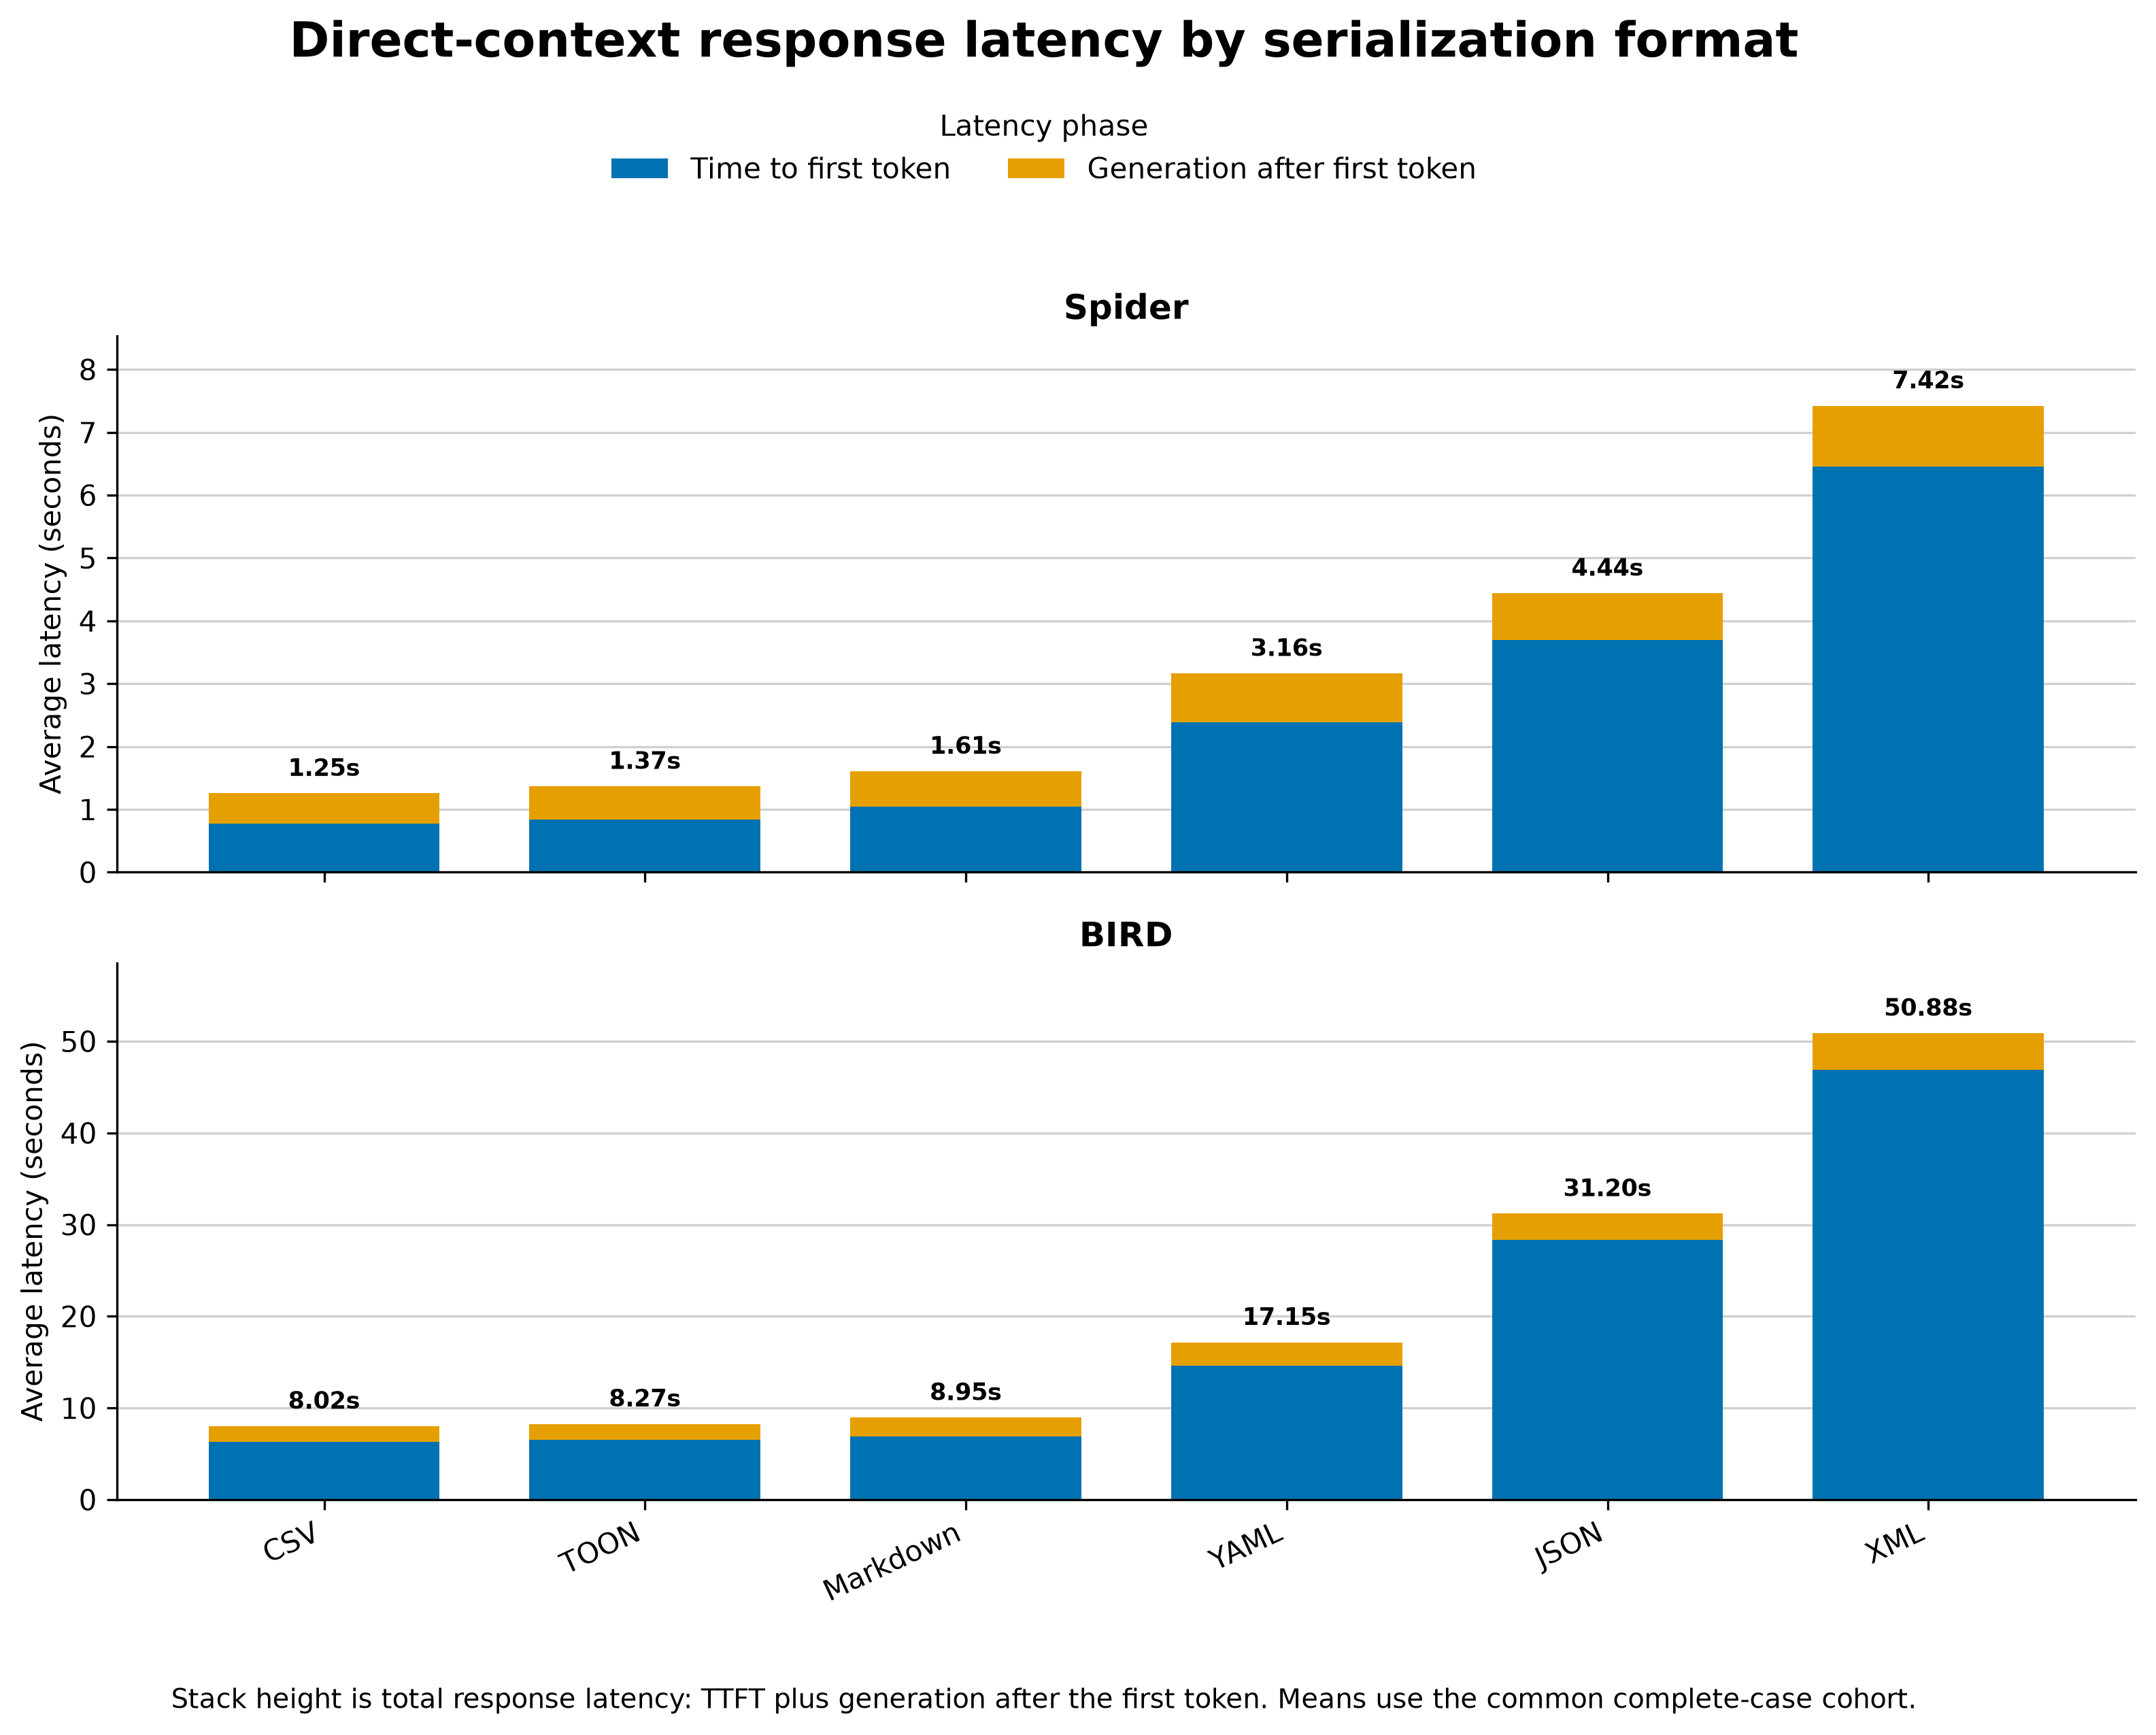 Direct-context response latency by serialization format
Latency phase
Time to first token
Generation after first token
Spider
Average latency (seconds)
8
7
6
5
4
3
2
1
0
1.25s
1.37s
1.61s
3.16s
4.44s
7.42s
BIRD
Average latency (seconds)
50
40
30
20
10
0
8.02s
8.27s
8.95s
17.15s
31.20s
50.88s
CSV
TOON
Markdown
YAML
JSON
XML
Stack height is total response latency: TTFT plus generation after the first token. Means use the common complete-case cohort.